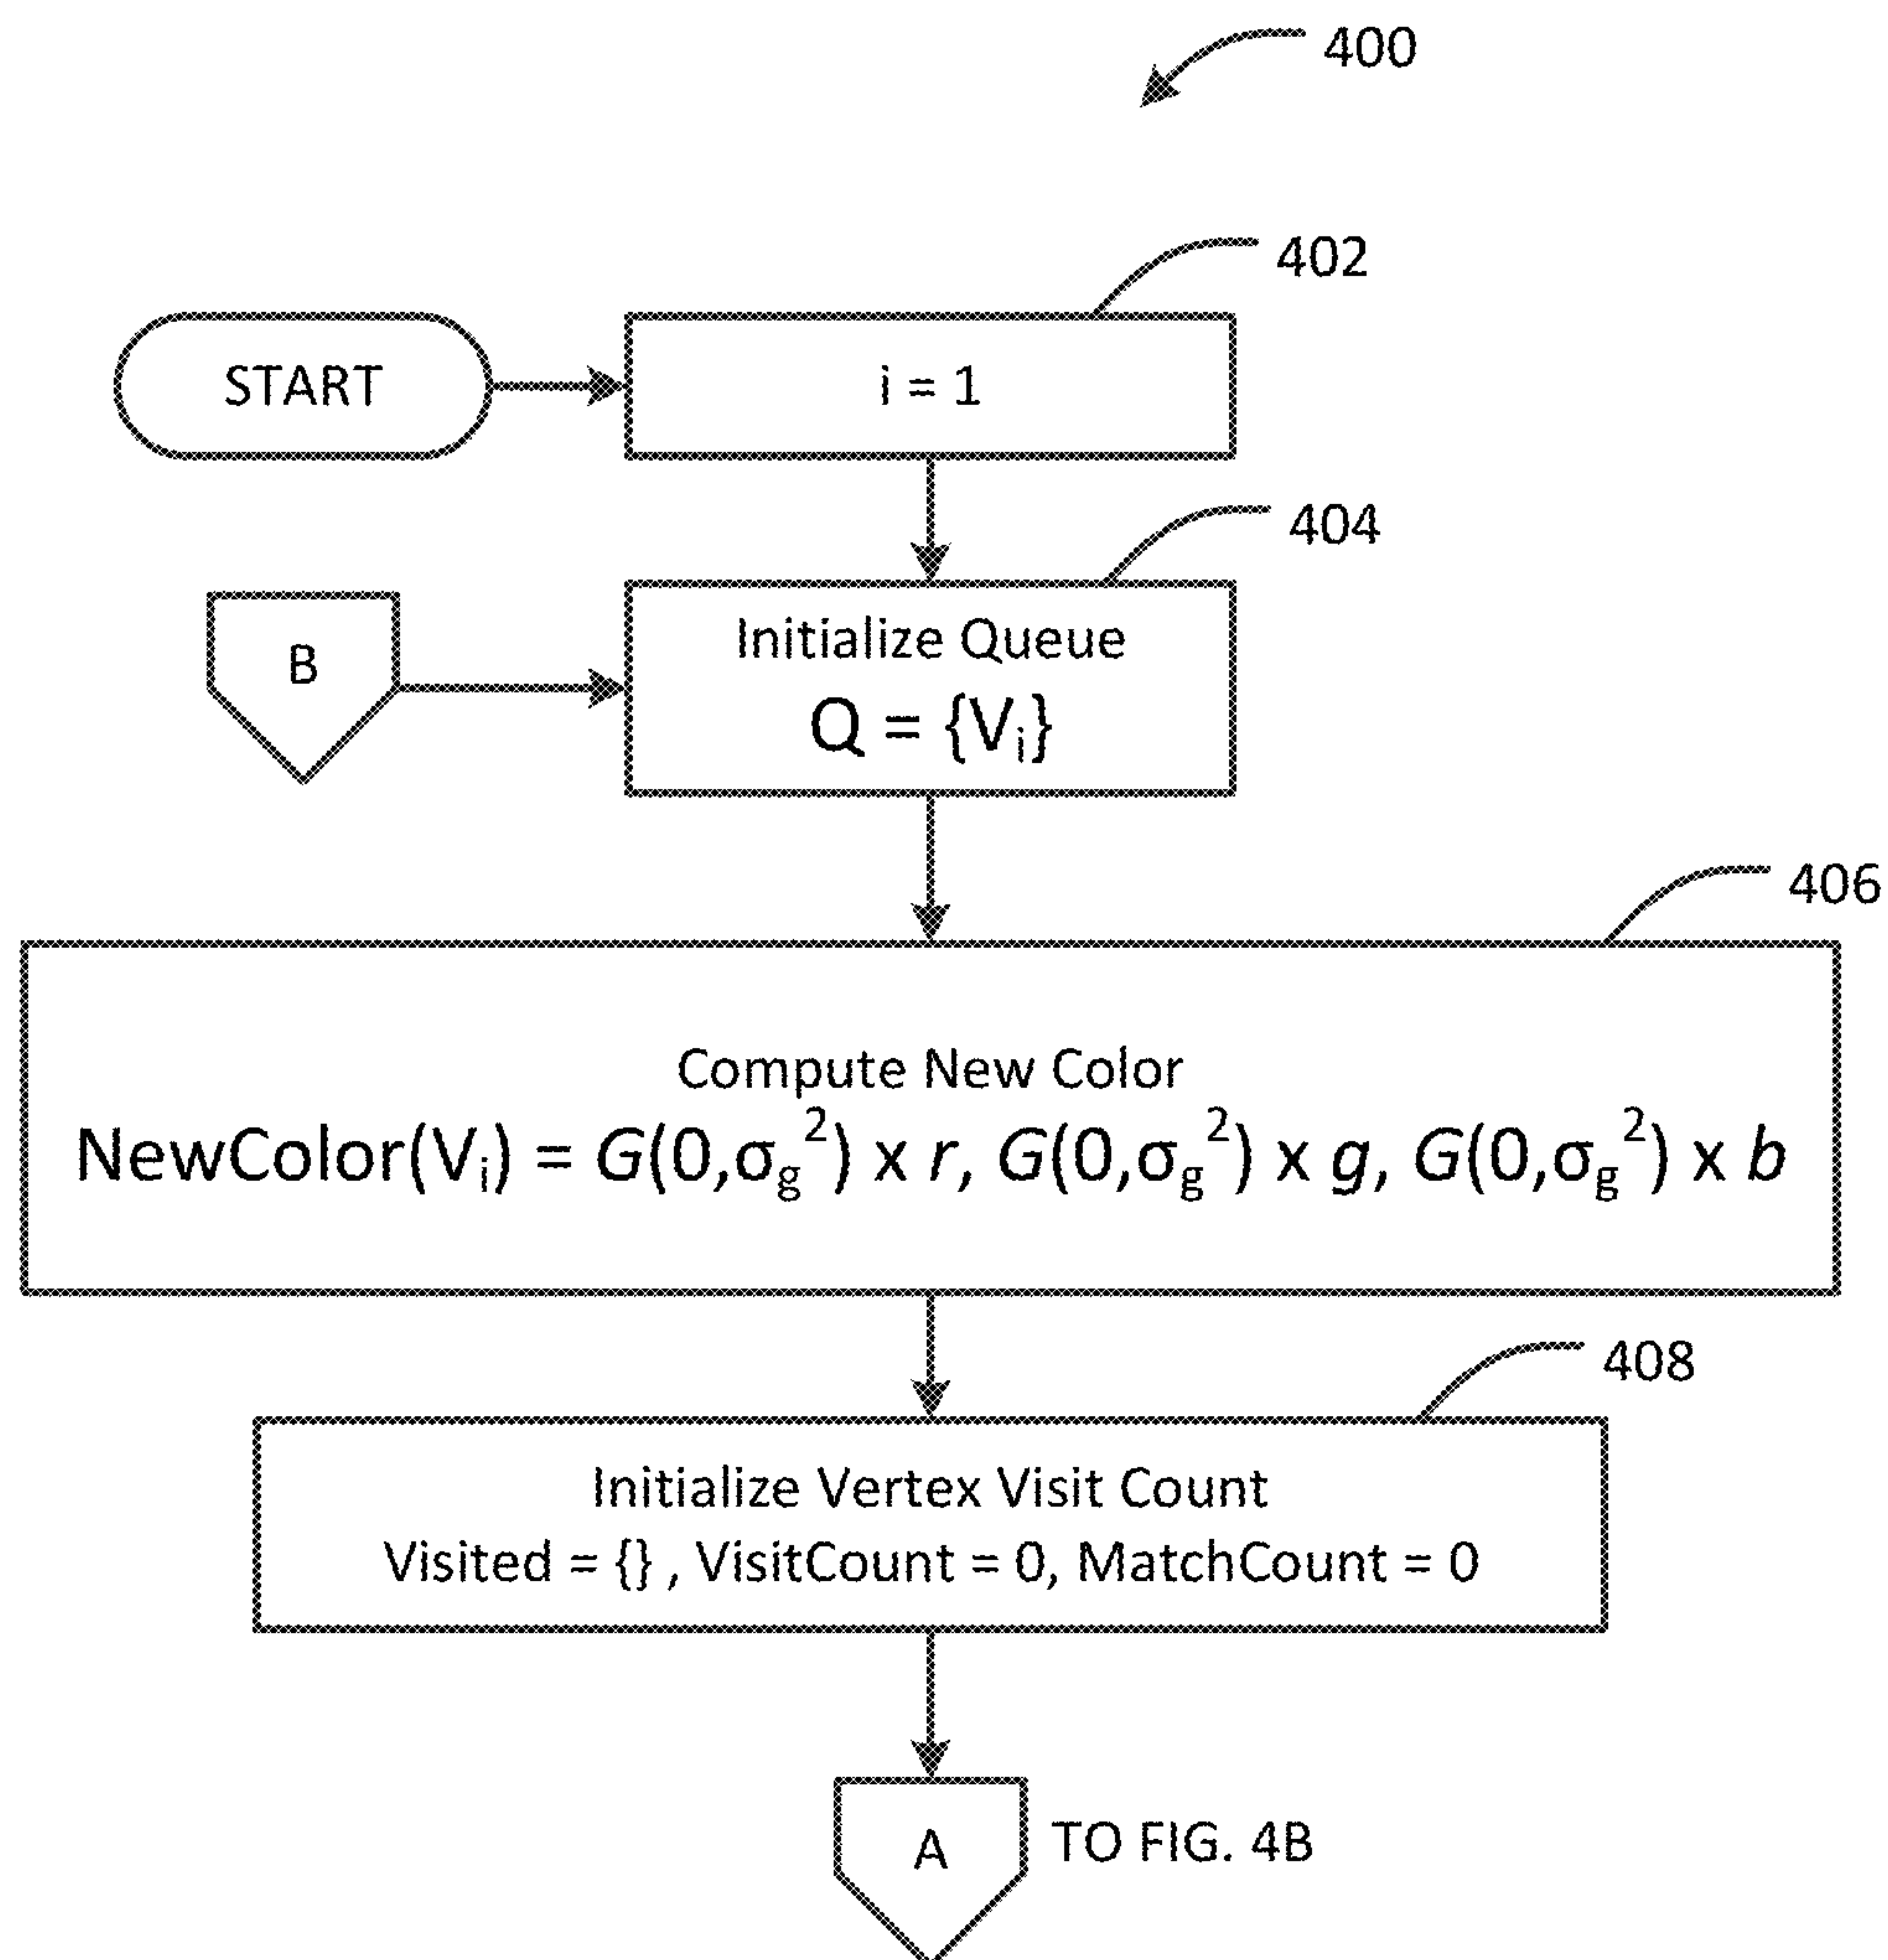 400
402
START
i = 1
404
B
Initialize Queue
Q = {Vᵢ}
406
Compute New Color
NewColor(Vᵢ) = G(0,σg²) x r, G(0,σg²) x g, G(0,σg²) x b
408
Initialize Vertex Visit Count
Visited = {} , VisitCount = 0, MatchCount = 0
A
TO FIG. 4B